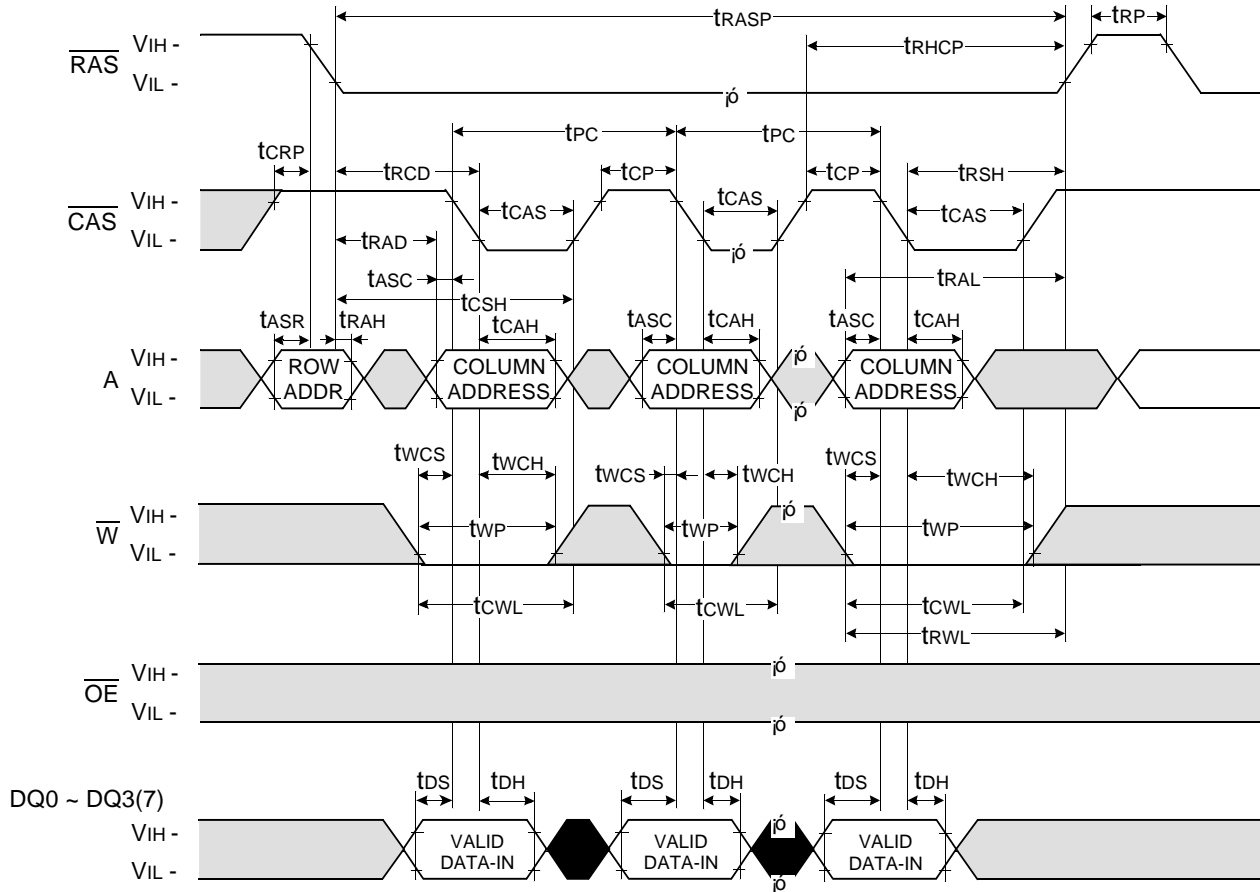 tRASP
tRP
tRHCP
RAS
VIH -
VIL -
¡ó
tPC
tPC
tCRP
tRCD
tCP
tCP
tRSH
CAS
VIH -
VIL -
tCAS
tCAS
tCAS
¡ó
tRAD
tASC
tCSH
tRAL
tASR
tRAH
tCAH
tASC
tCAH
tASC
tCAH
A
VIH -
VIL -
ROW
ADDR
COLUMN
ADDRESS
COLUMN
ADDRESS
¡ó
¡ó
COLUMN
ADDRESS
tWCS
tWCH
tWCS
tWCH
tWCS
tWCH
W
VIH -
VIL -
tWP
tWP
¡ó
tWP
tCWL
tCWL
tCWL
tRWL
OE
VIH -
VIL -
¡ó
¡ó
tDS
tDH
tDS
tDH
tDS
tDH
DQ0 ~ DQ3(7)
VIH -
VIL -
VALID
DATA-IN
VALID
DATA-IN
¡ó
¡ó
VALID
DATA-IN